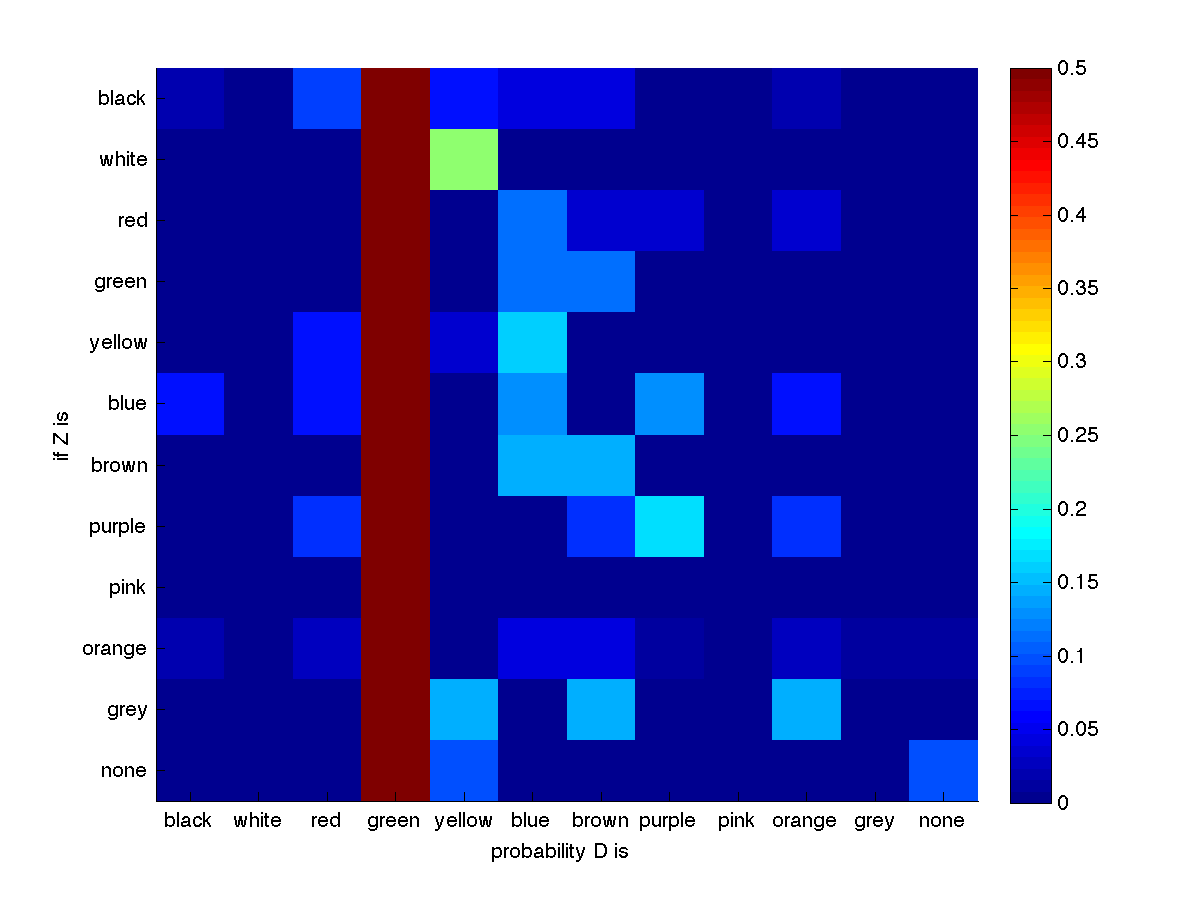 black
white
red
green
yellow
blue
brown
purple
pink
orange
grey
none
if Z is
black white red green yellow blue brown purple pink orange grey none
probability D is
0.5
0.45
0.4
0.35
0.3
0.25
0.2
0.15
0.1
0.05
0